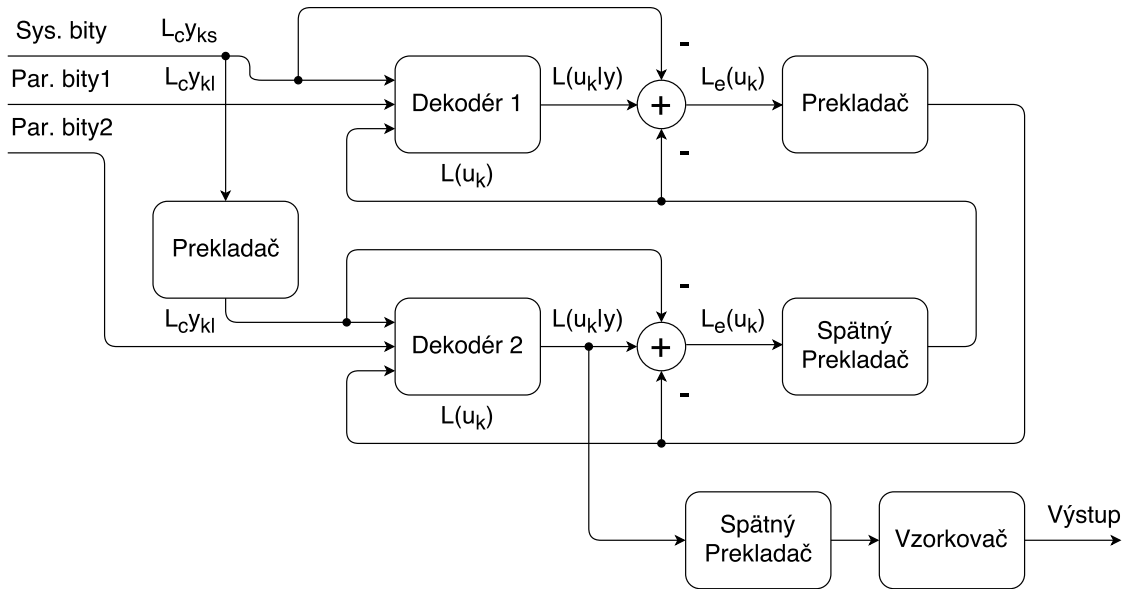 Sys. bity
L_cy_ks
Par. bity1
L_cy_kl
Par. bity2
Dekodér 1
L(u_k|y)
-
+
-
L_e(u_k)
Prekladač
L(u_k)
Prekladač
L_cy_kl
Dekodér 2
L(u_k|y)
-
+
-
L_e(u_k)
Spätný
Prekladač
L(u_k)
Spätný
Prekladač
Vzorkovač
Výstup